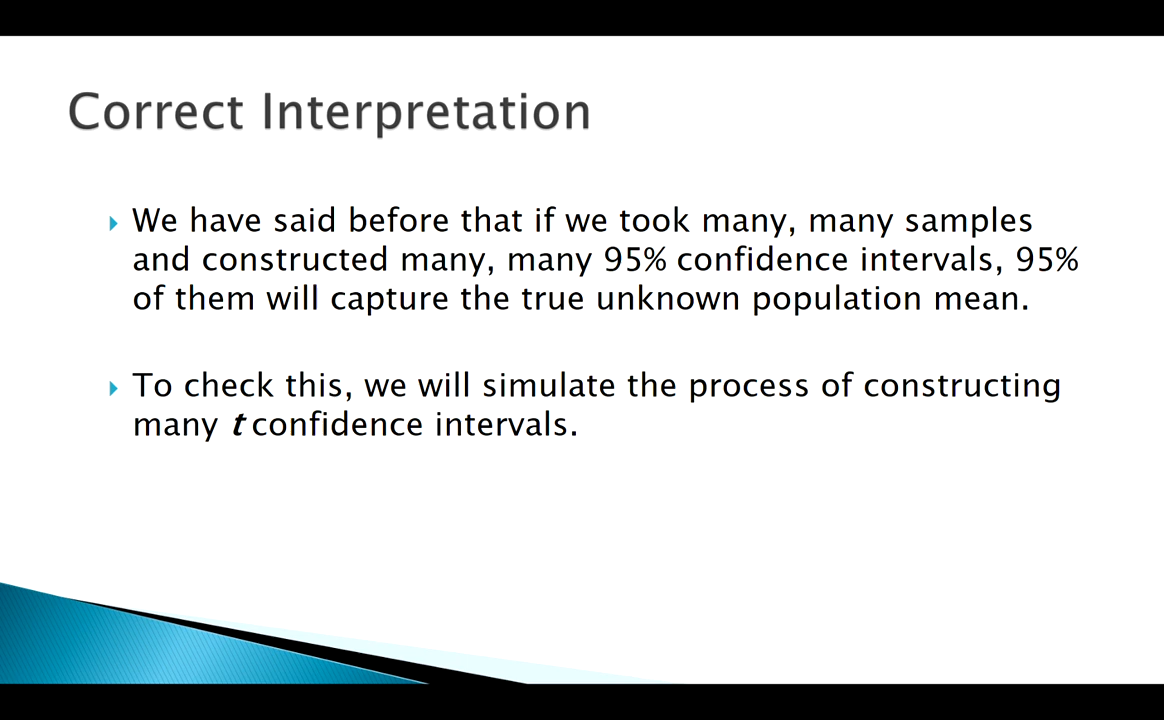 Correct Interpretation
We have said before that if we took many, many samples
and constructed many, many 95% confidence intervals, 95%
of them will capture the true unknown population mean.
To check this, we will simulate the process of constructing
many t confidence intervals.